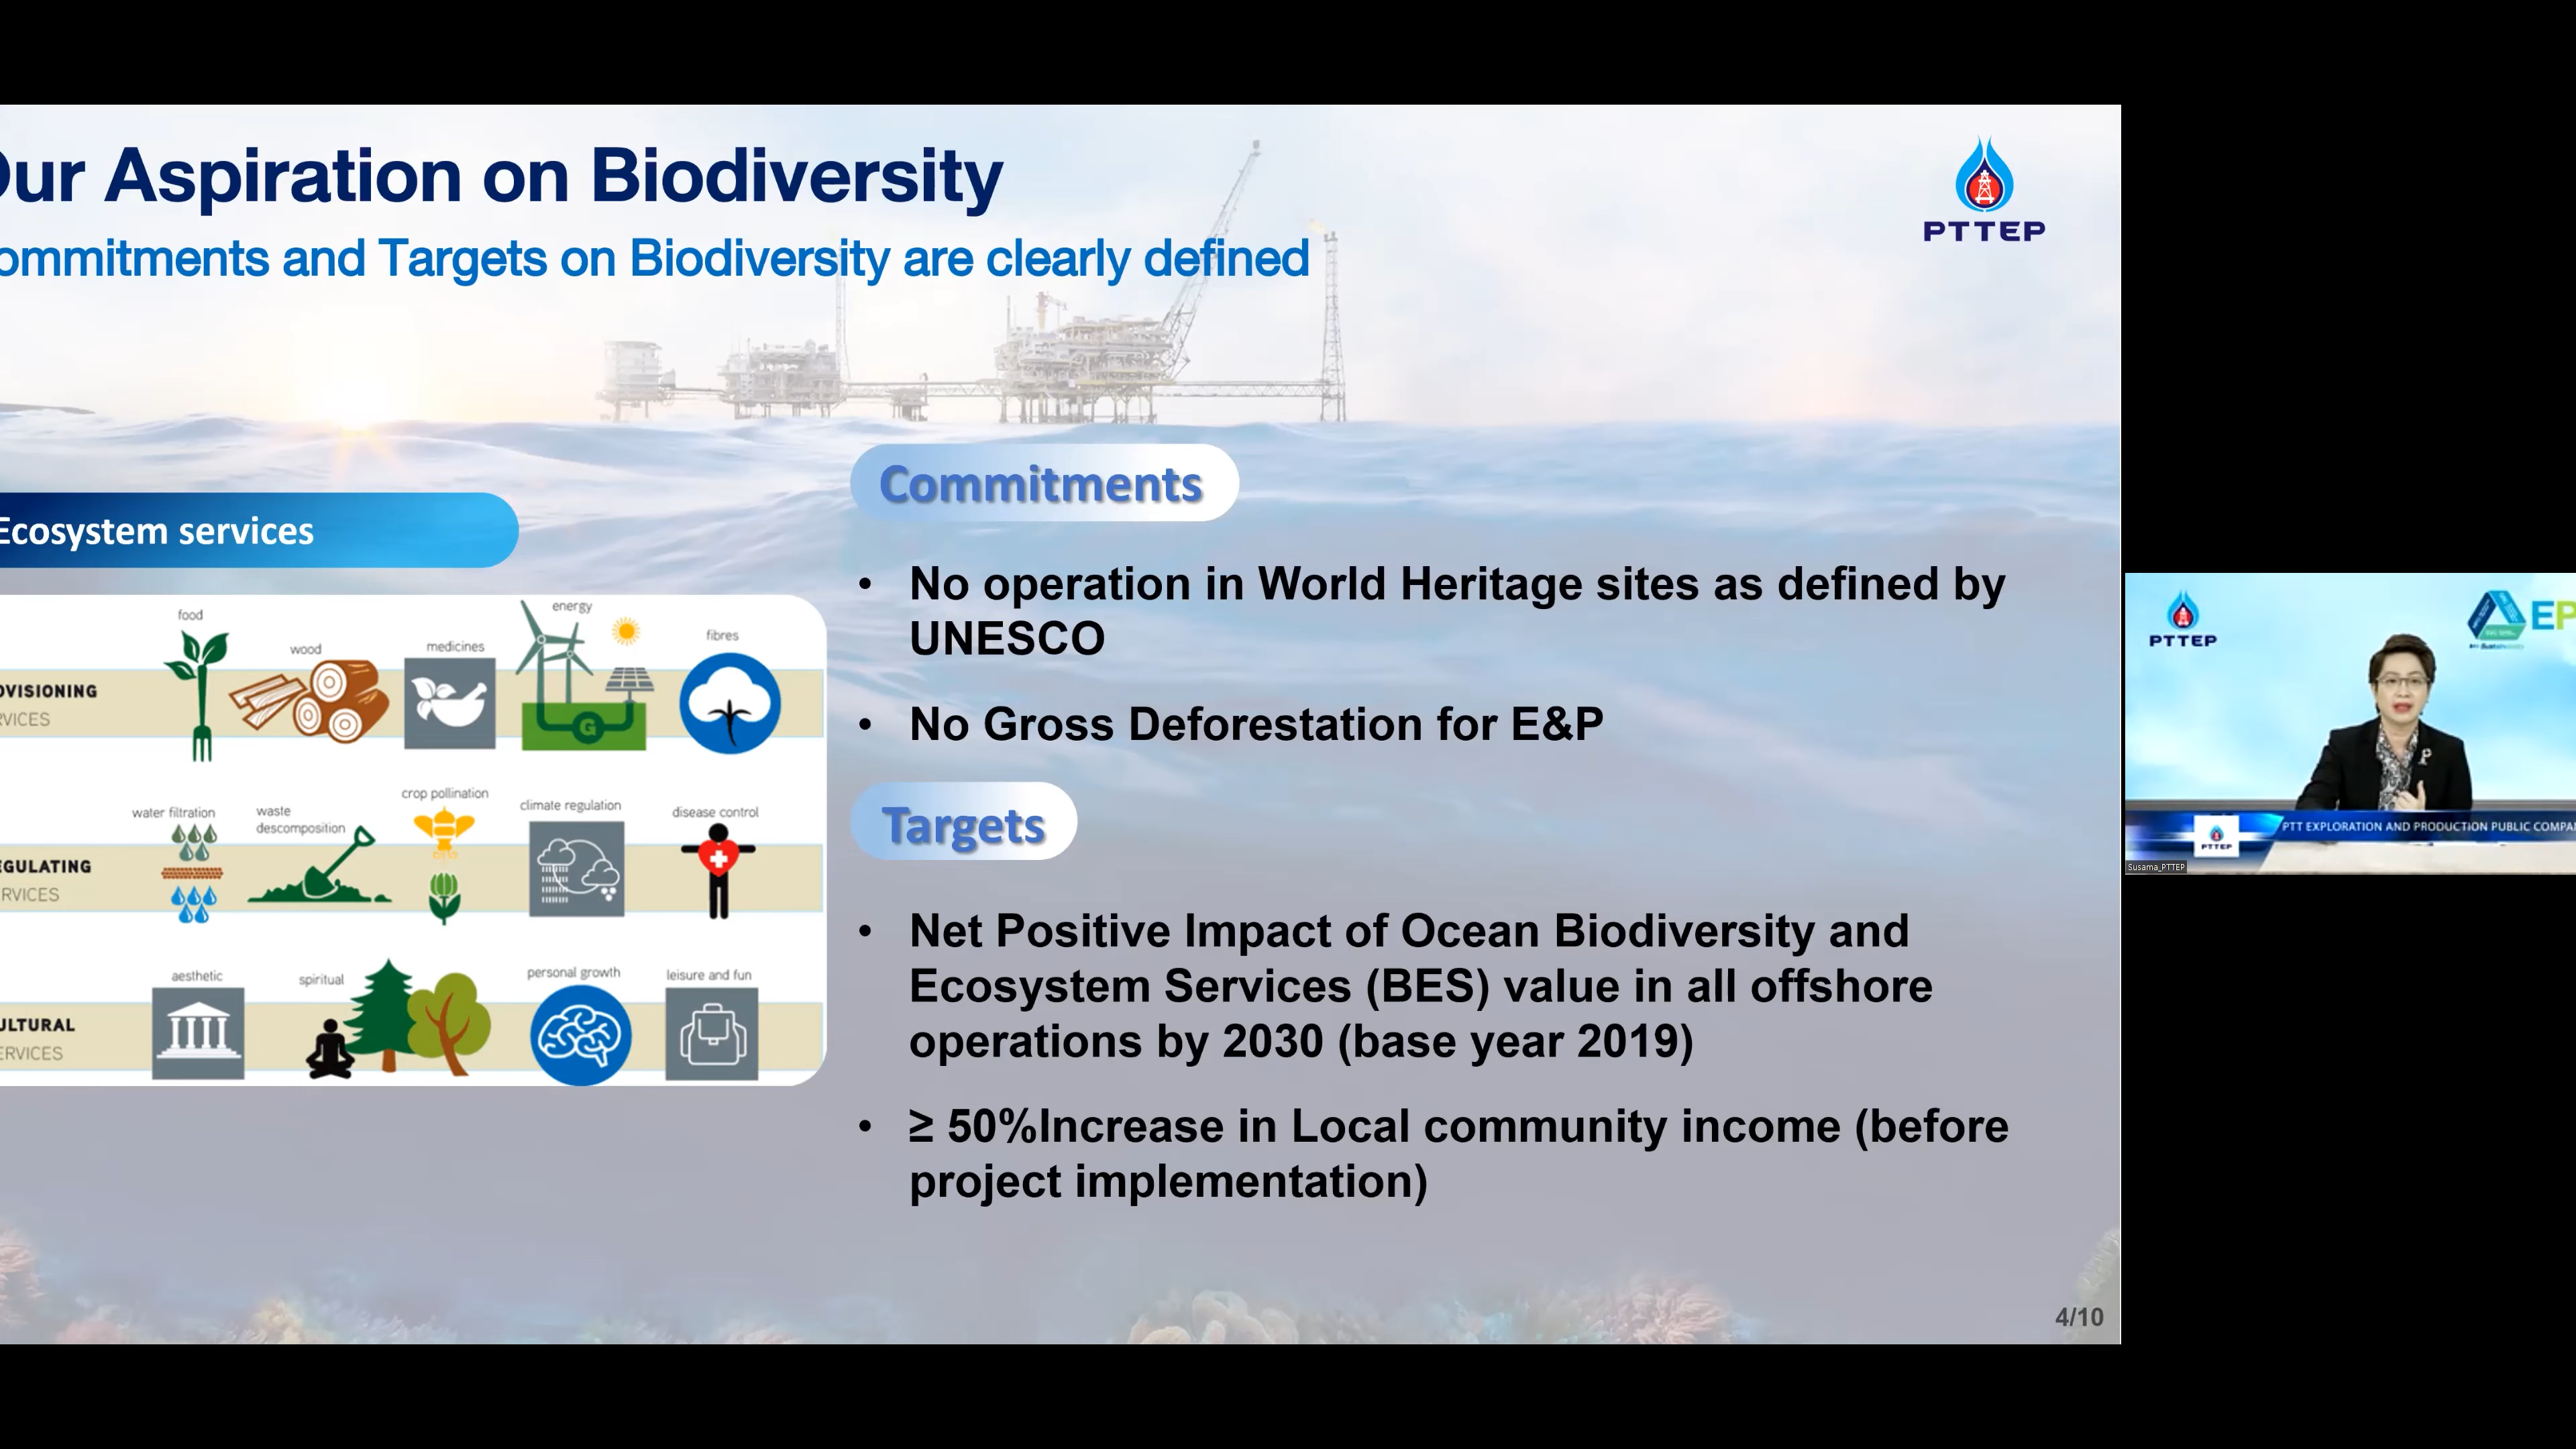 Our Aspiration on Biodiversity
ommitments and Targets on Biodiversity are clearly defined
PTTEP
Ecosystem services
food
wood
medicines
energy
fibres
OVISIONING
RVICES
G
water filtration
waste
descomposition
crop pollination
climate regulation
disease control
EGULATING
RVICES
aesthetic
spiritual
personal growth
leisure and fun
ULTURAL
ERVICES
Commitments
• No operation in World Heritage sites as defined by
UNESCO
• No Gross Deforestation for E&P
Targets
• Net Positive Impact of Ocean Biodiversity and
Ecosystem Services (BES) value in all offshore
operations by 2030 (base year 2019)
• ≥ 50%Increase in Local community income (before
project implementation)
4/10
PTTEP
EP
PTTEP
PTT EXPLORATION AND PRODUCTION PUBLIC COMPA
Susama_PTTEP